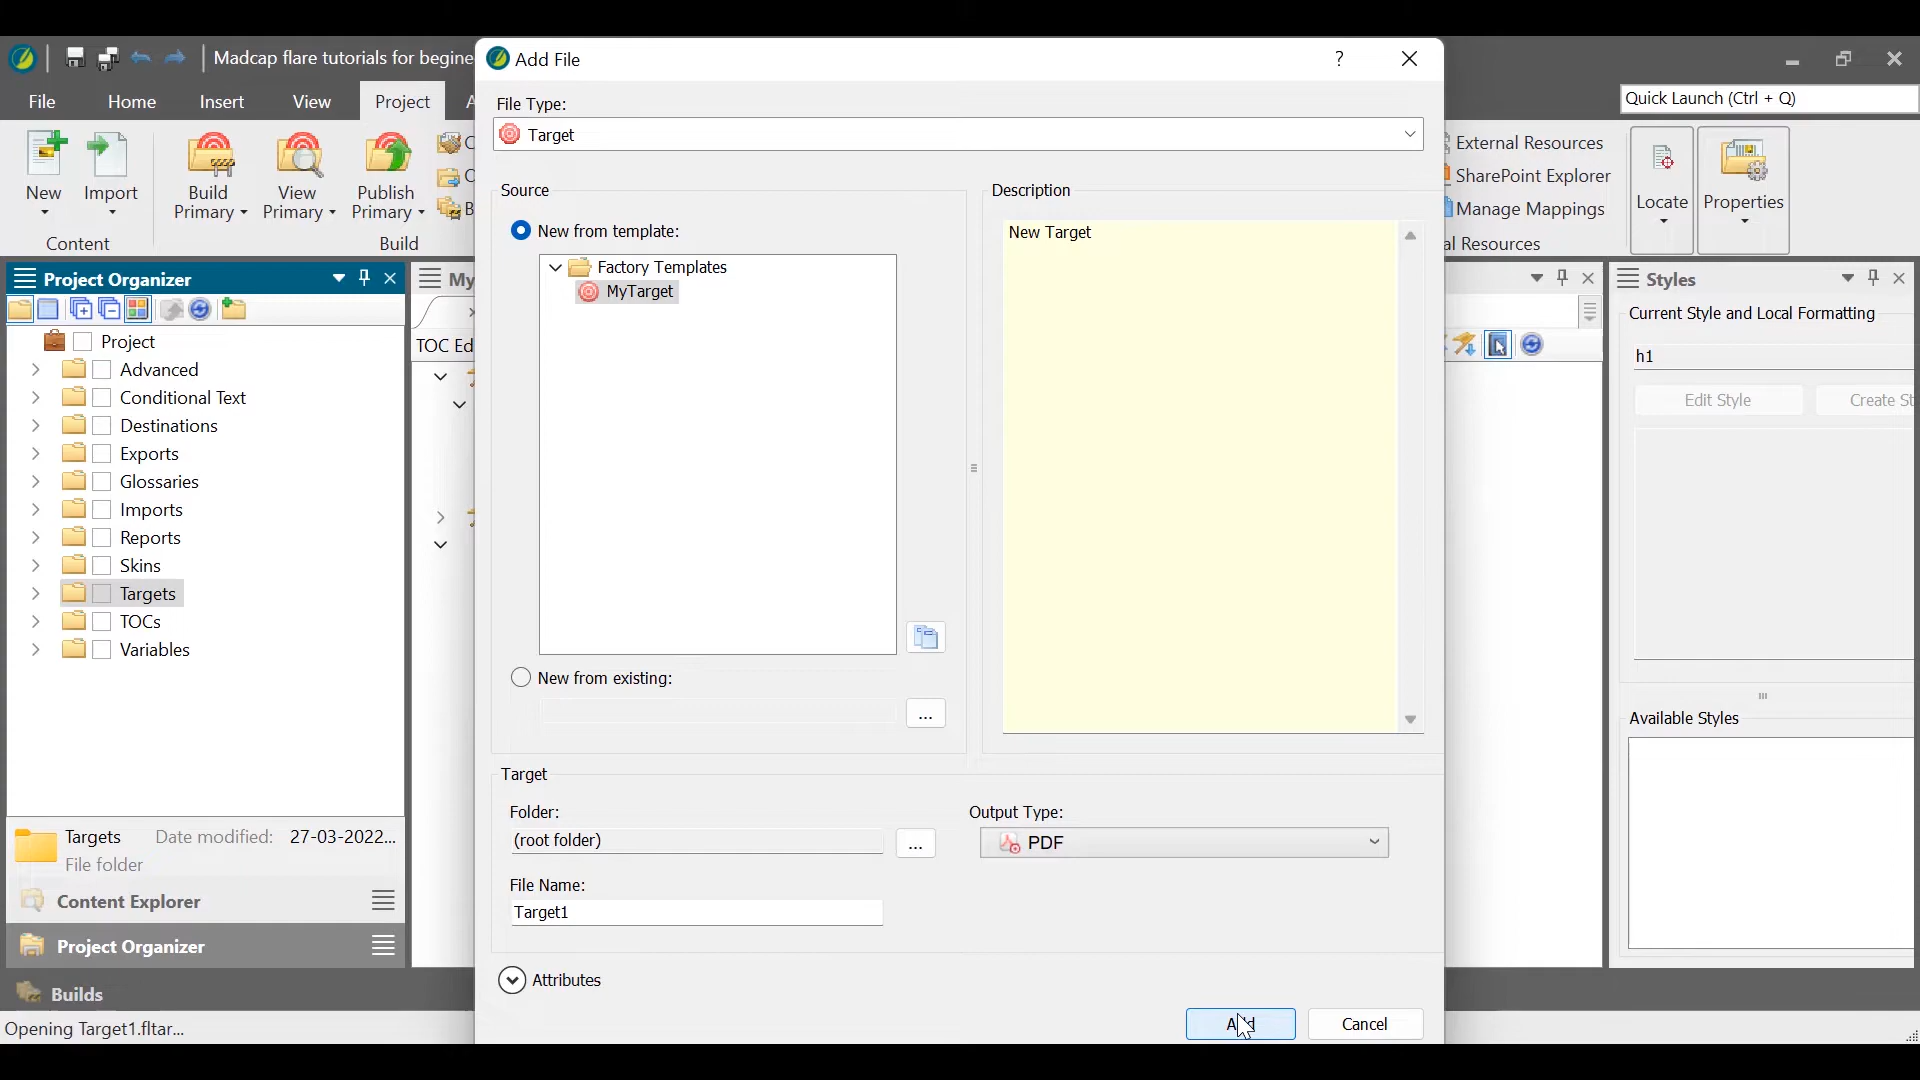 Madcap flare tutorials for begine
Add File
?
File
Home
Insert
View
Project
Quick Launch (Ctrl + Q)
File Type:
Target
New
Import
Build Primary
View Primary
Publish Primary
External Resources
SharePoint Explorer
Manage Mappings
al Resources
Locate
Properties
Content
Build
Source
New from template:
Factory Templates
MyTarget
Description
New Target
Project Organizer
Project
Advanced
Conditional Text
Destinations
Exports
Glossaries
Imports
Reports
Skins
Targets
TOCs
Variables
My
TOC Ed
Styles
Current Style and Local Formatting
h1
Edit Style
Create St
Available Styles
New from existing:
...
Target
Folder:
(root folder)
...
Output Type:
PDF
File Name:
Target1
Attributes
Add
Cancel
Targets
Date modified: 27-03-2022...
File folder
Content Explorer
Project Organizer
Builds
Opening Target1.fltar...